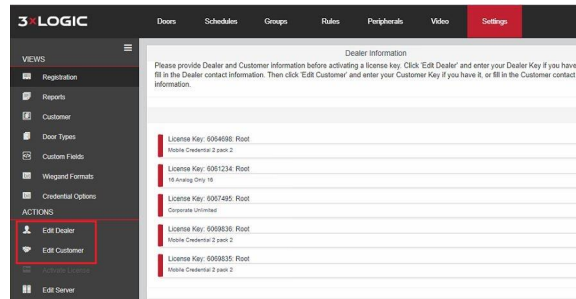 3×LOGIC
Doors Schedules Groups Rules Peripherals Video Settings
VIEWS
Registration
Reports
Customer
Door Types
Custom Fields
Wiegand Formats
Credential Options
ACTIONS
Edit Dealer
Edit Customer
Activate License
Edit Server
Dealer Information
Please provide Dealer and Customer information before activating a license key. Click 'Edit Dealer' and enter your Dealer Key if you have
fill in the Dealer contact information. Then click 'Edit Customer' and enter your Customer Key if you have it, or fill in the Customer contact
information.
License Key: 6064698: Root
Mobile Credential 2 pack 2
License Key: 6061234: Root
16 Analog Only 16
License Key: 6067495: Root
Corporate Unlimited
License Key: 6069836: Root
Mobile Credential 2 pack 2
License Key: 6069835: Root
Mobile Credential 2 pack 2